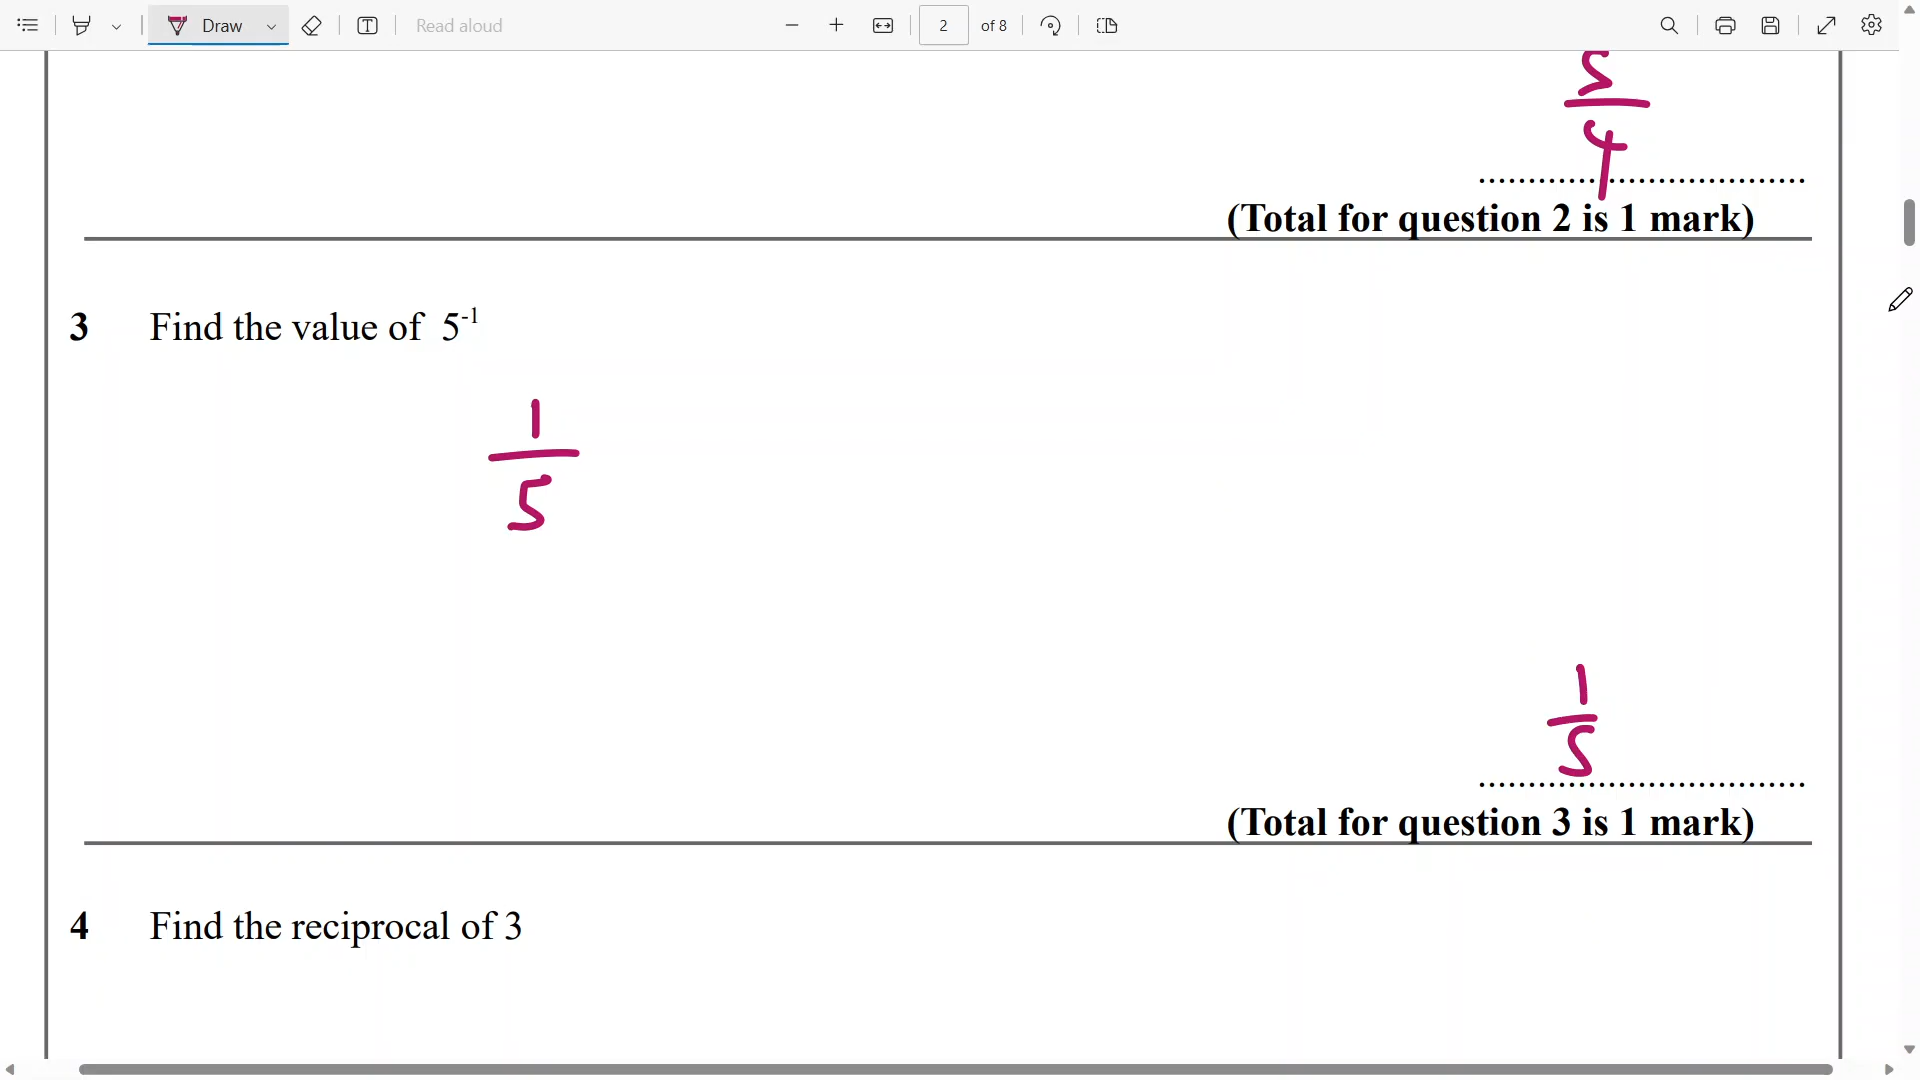 Draw
Read aloud
2 of 8
5
4
................................
(Total for question 2 is 1 mark)
3 Find the value of 5⁻¹
1
5
1
5
................................
(Total for question 3 is 1 mark)
4 Find the reciprocal of 3